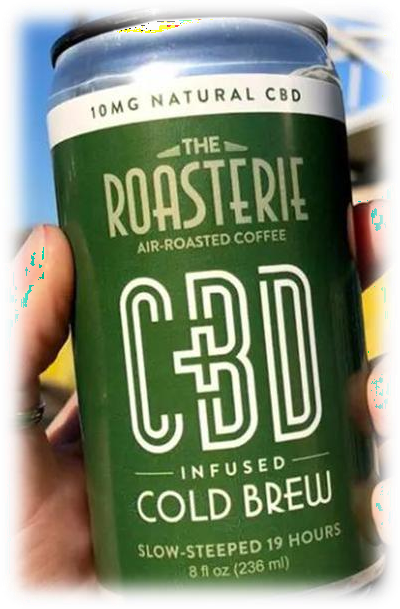 10MG NATURAL CBD
THE
ROASTERIE
AIR-ROASTED COFFEE
CBD
INFUSED
COLD BREW
SLOW-STEEPED 19 HOURS
8 fl oz (236 ml)